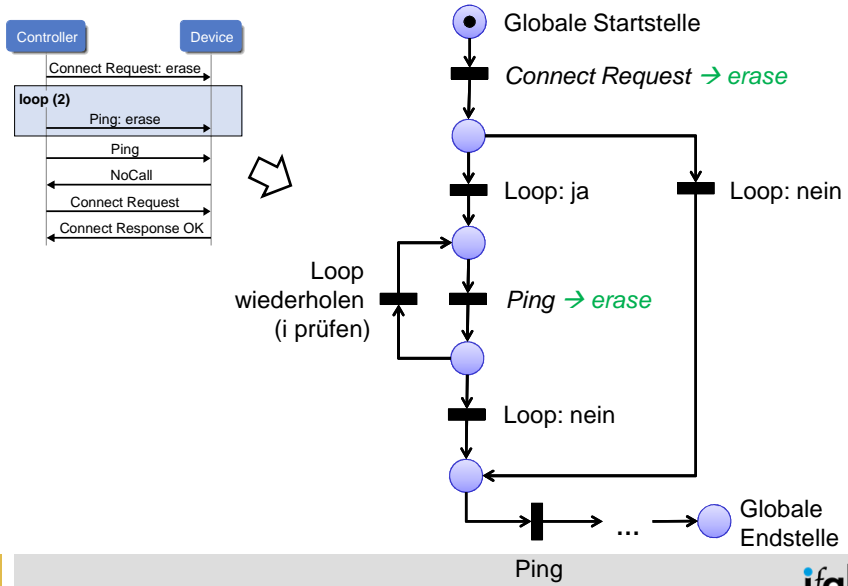 Controller
Device
Connect Request: erase
loop (2)
Ping: erase
Ping
NoCall
Connect Request
Connect Response OK
Globale Startstelle
Connect Request → erase
Loop: ja
Loop: nein
Loop
wiederholen
(i prüfen)
Ping → erase
Loop: nein
...
Globale
Endstelle
Ping